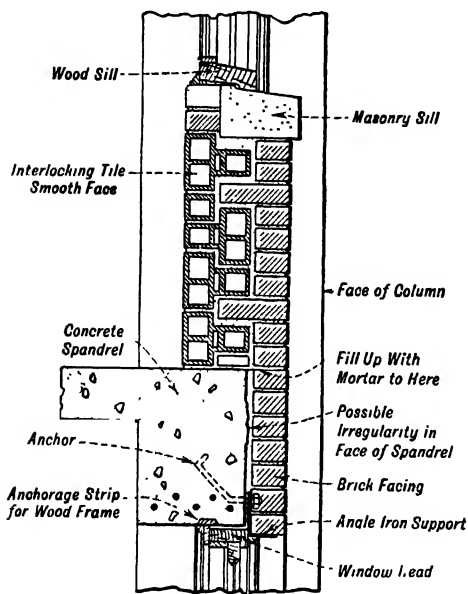 Wood Sill
Masonry Sill
Interlocking Tile
Smooth Face
Face of Column
Concrete
Spandrel
Fill Up With
Mortar to Here
Anchor
Possible
Irregularity in
Face of Spandrel
Brick Facing
Anchorage Strip
for Wood Frame
Angle Iron Support
Window Lead